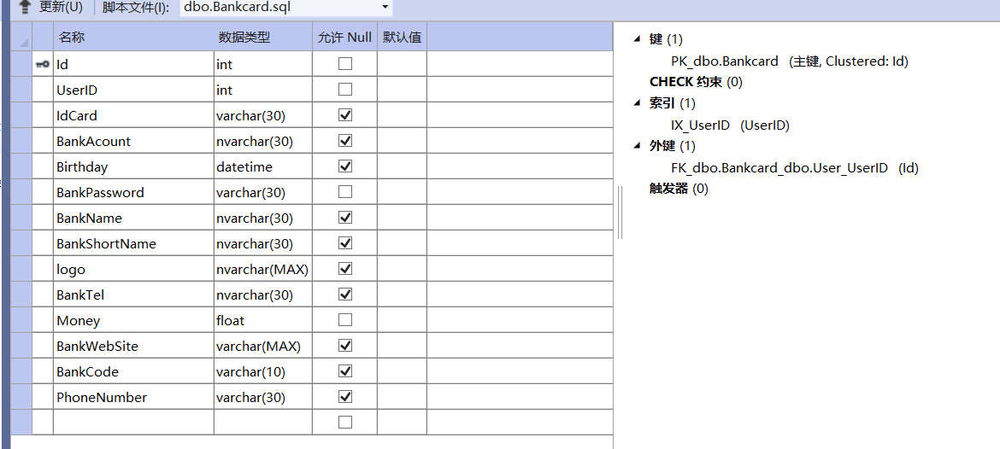 更新(U) 脚本文件(I): dbo.Bankcard.sql
名称 数据类型 允许 Null 默认值
Id int
UserID int
IdCard varchar(30)
BankAcount nvarchar(30)
Birthday datetime
BankPassword varchar(30)
BankName nvarchar(30)
BankShortName nvarchar(30)
logo nvarchar(MAX)
BankTel nvarchar(30)
Money float
BankWebSite varchar(MAX)
BankCode varchar(10)
PhoneNumber varchar(30)
键 (1)
PK_dbo.Bankcard (主键, Clustered: Id)
CHECK 约束 (0)
索引 (1)
IX_UserID (UserID)
外键 (1)
FK_dbo.Bankcard_dbo.User_UserID (Id)
触发器 (0)